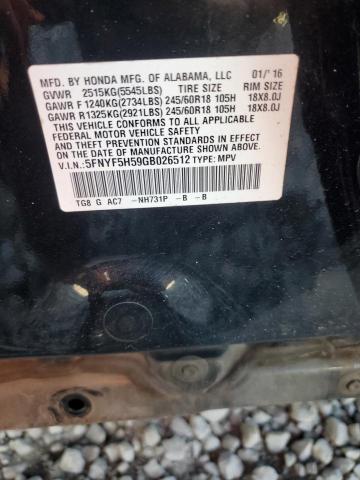 MFD. BY HONDA MFG. OF ALABAMA, LLC 01/'16
GVWR 2515KG(5545LBS) TIRE SIZE RIM SIZE
GAWR F 1240KG(2734LBS) 245/60R18 105H 18X8.0J
GAWR R1325KG(2921LBS) 245/60R18 105H 18X8.0J
THIS VEHICLE CONFORMS TO ALL APPLICABLE
FEDERAL MOTOR VEHICLE SAFETY AND
THEFT PREVENTION STANDARDS IN EFFECT ON
THE DATE OF MANUFACTURE SHOWN ABOVE.
V.I.N.: 5FNYF5H59GB026512 TYPE: MPV
TG8 G AC7 -NH731P -B -B